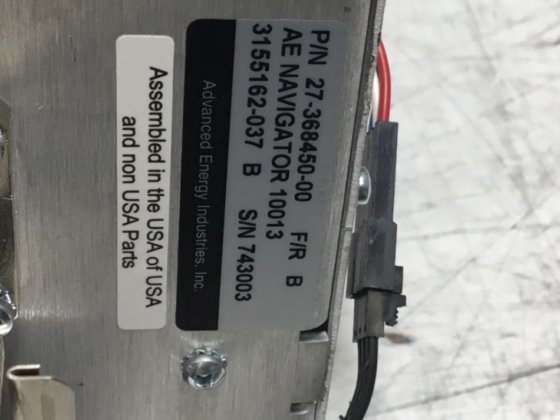 P/N 27-368450-00 F/R B
AE NAVIGATOR 10013
3155162-037 B S/N 743003
Advanced Energy Industries, Inc.
Assembled in the USA of USA
and non USA Parts